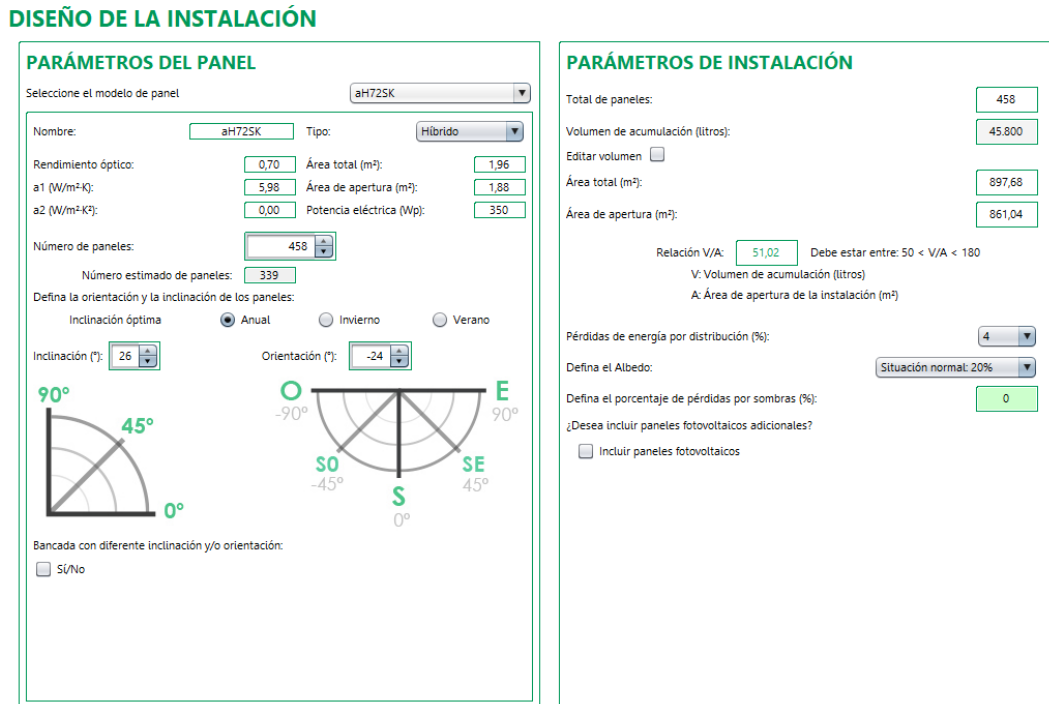 DISEÑO DE LA INSTALACIÓN
PARÁMETROS DEL PANEL
Seleccione el modelo de panel aH72SK
Nombre: aH72SK Tipo: Híbrido
Rendimiento óptico: 0,70 Área total (m²): 1,96
a1 (W/m²·K): 5,98 Área de apertura (m²): 1,88
a2 (W/m²·K²): 0,00 Potencia eléctrica (Wp): 350
Número de paneles: 458
Número estimado de paneles: 339
Defina la orientación y la inclinación de los paneles:
Inclinación óptima Anual Invierno Verano
Inclinación (°): 26 Orientación (°): -24
90°
45°
0°
O E
-90° 90°
SO SE
-45° 45°
S
0°
Bancada con diferente inclinación y/o orientación:
Sí/No
PARÁMETROS DE INSTALACIÓN
Total de paneles: 458
Volumen de acumulación (litros): 45.800
Editar volumen
Área total (m²): 897,68
Área de apertura (m²): 861,04
Relación V/A: 51,02 Debe estar entre: 50 < V/A < 180
V: Volumen de acumulación (litros)
A: Área de apertura de la instalación (m²)
Pérdidas de energía por distribución (%): 4
Defina el Albedo: Situación normal: 20%
Defina el porcentaje de pérdidas por sombras (%): 0
¿Desea incluir paneles fotovoltaicos adicionales?
Incluir paneles fotovoltaicos